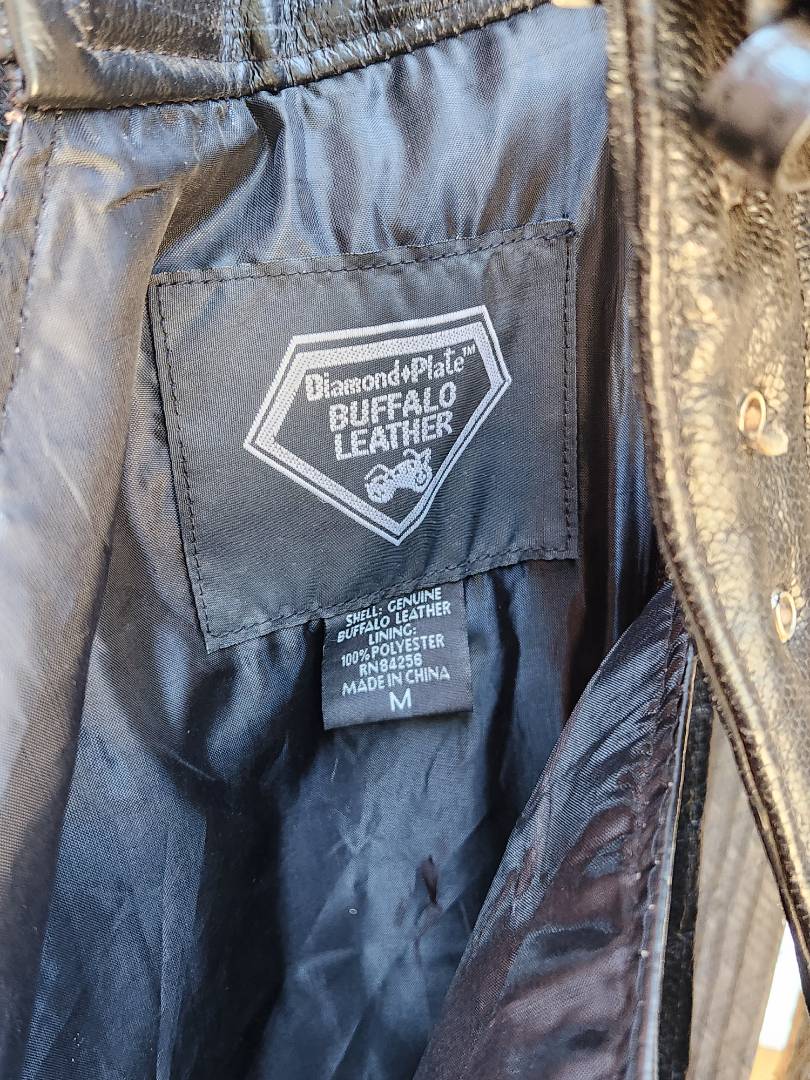 Diamond♦Plate™
BUFFALO
LEATHER
SHELL: GENUINE
BUFFALO LEATHER
LINING:
100% POLYESTER
RN84256
MADE IN CHINA
M